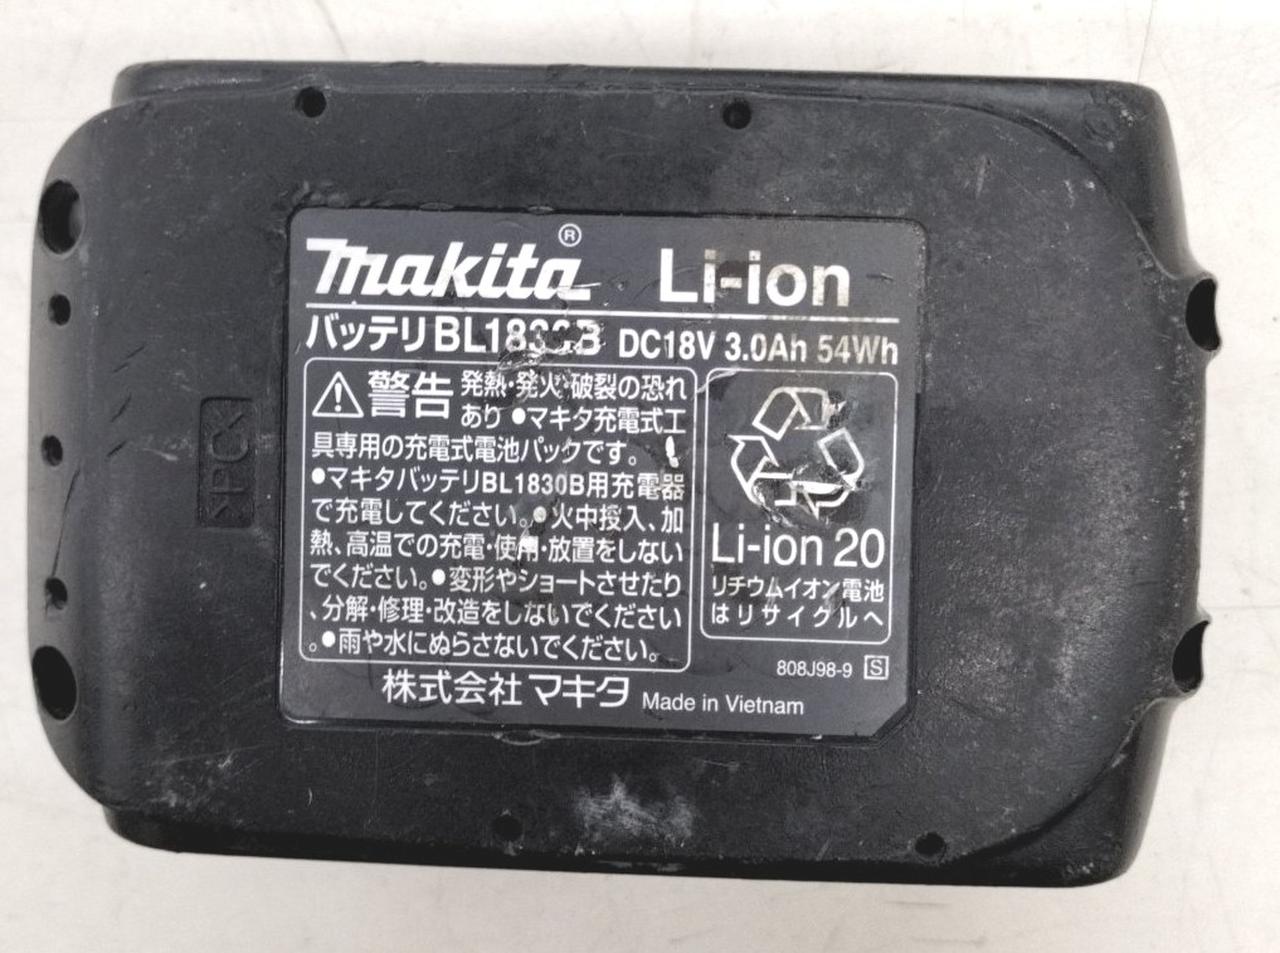 makita® Li-ion
バッテリBL1830B DC18V 3.0Ah 54Wh
警告 発熱・発火・破裂の恐れ
あり ●マキタ充電式工
具専用の充電式電池パックです。
●マキタバッテリBL1830B用充電器
で充電してください。●火中投入、加
熱、高温での充電・使用・放置をしない
でください。●変形やショートさせたり
、分解・修理・改造をしないでください
。●雨や水にぬらさないでください。
Li-ion 20
リチウムイオン電池
はリサイクルへ
808J98-9 S
株式会社マキタ Made in Vietnam
>PC<